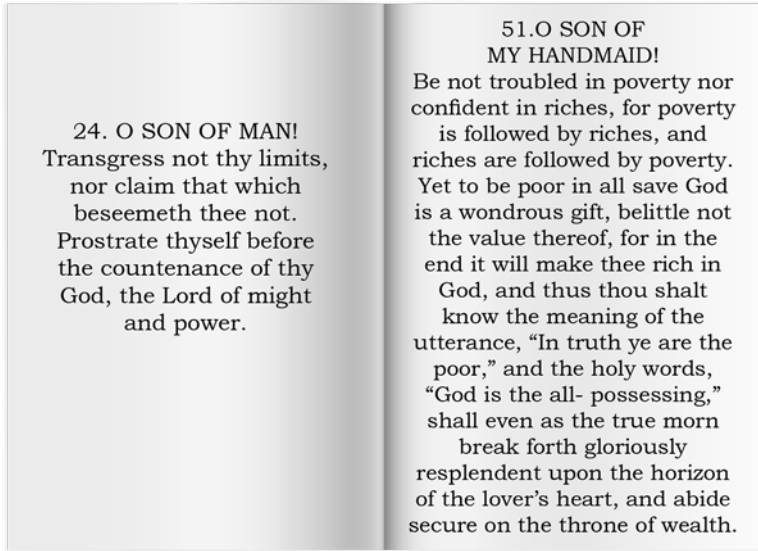 24. O SON OF MAN!
Transgress not thy limits,
nor claim that which
beseemeth thee not.
Prostrate thyself before
the countenance of thy
God, the Lord of might
and power.
51.O SON OF
MY HANDMAID!
Be not troubled in poverty nor
confident in riches, for poverty
is followed by riches, and
riches are followed by poverty.
Yet to be poor in all save God
is a wondrous gift, belittle not
the value thereof, for in the
end it will make thee rich in
God, and thus thou shalt
know the meaning of the
utterance, “In truth ye are the
poor,” and the holy words,
“God is the all- possessing,”
shall even as the true morn
break forth gloriously
resplendent upon the horizon
of the lover’s heart, and abide
secure on the throne of wealth.